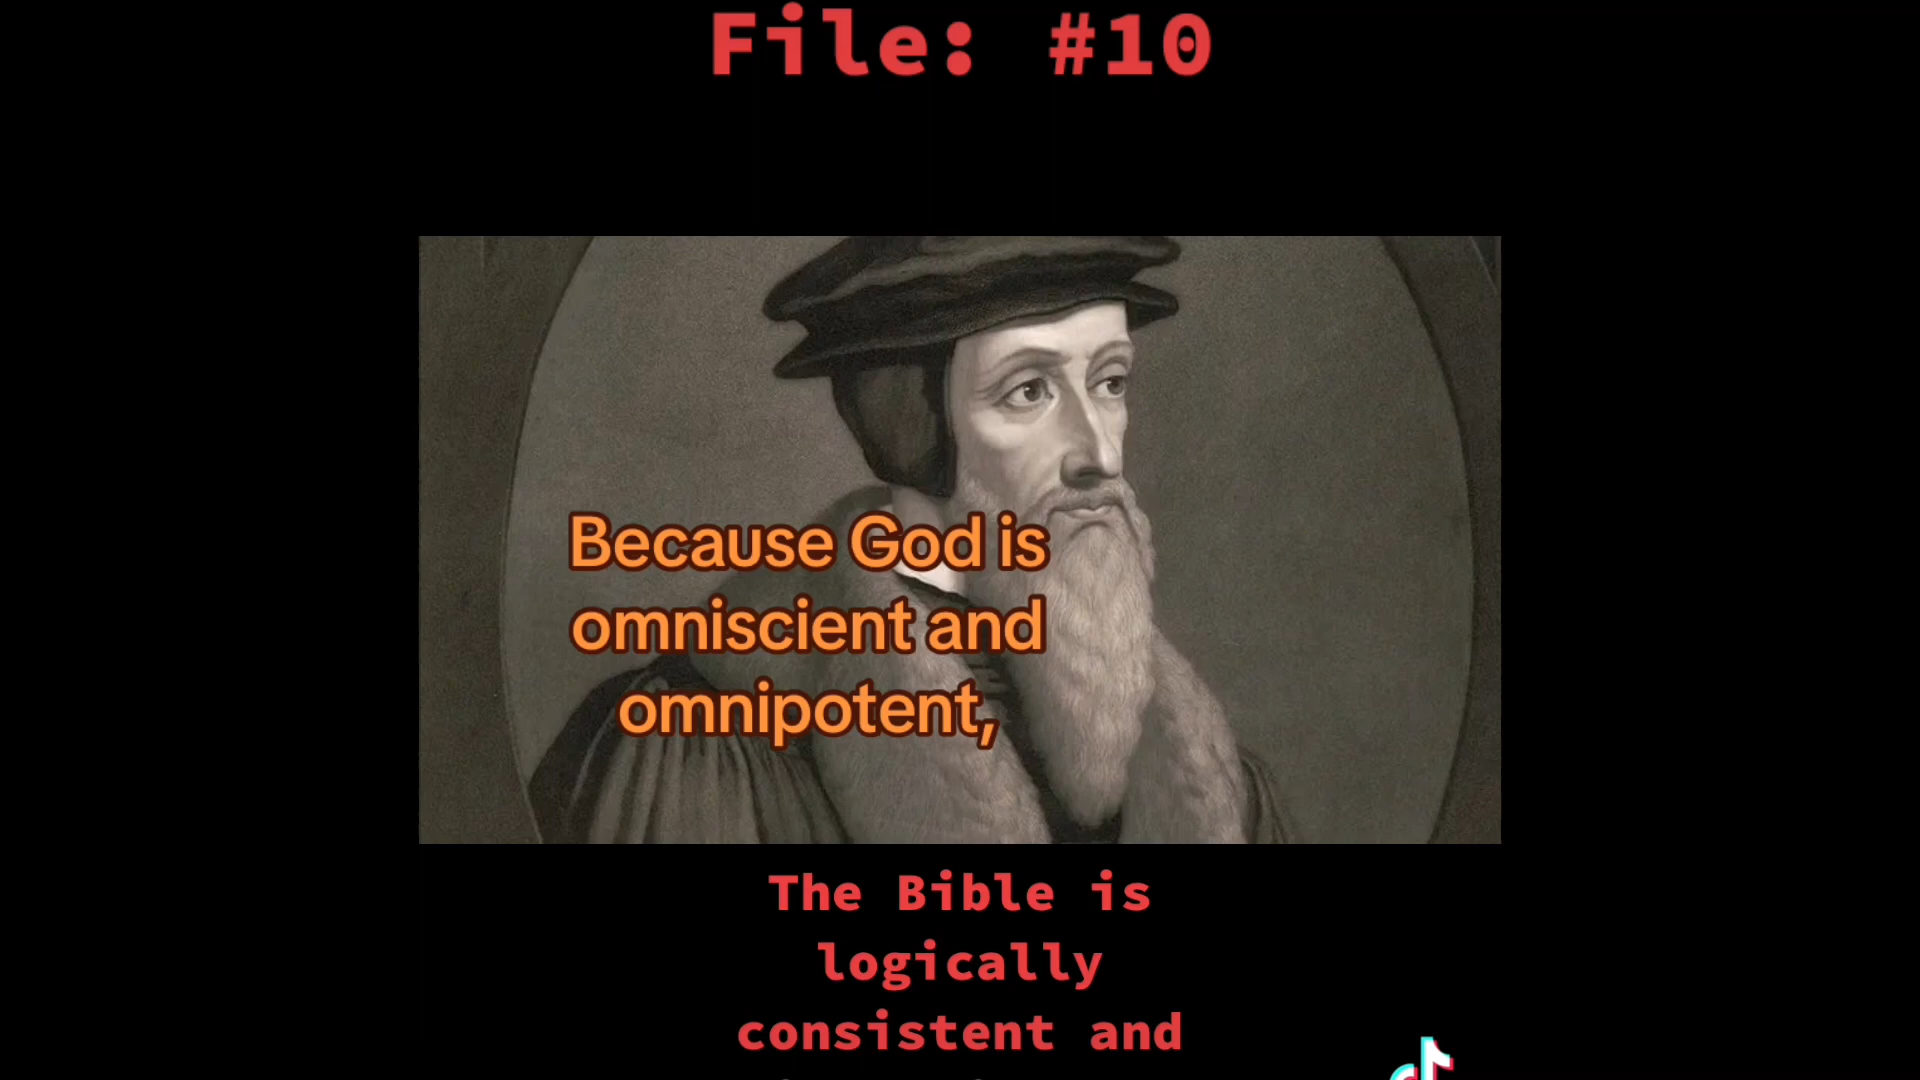 File: #10
Because God is
omniscient and
omnipotent,
The Bible is
logically
consistent and